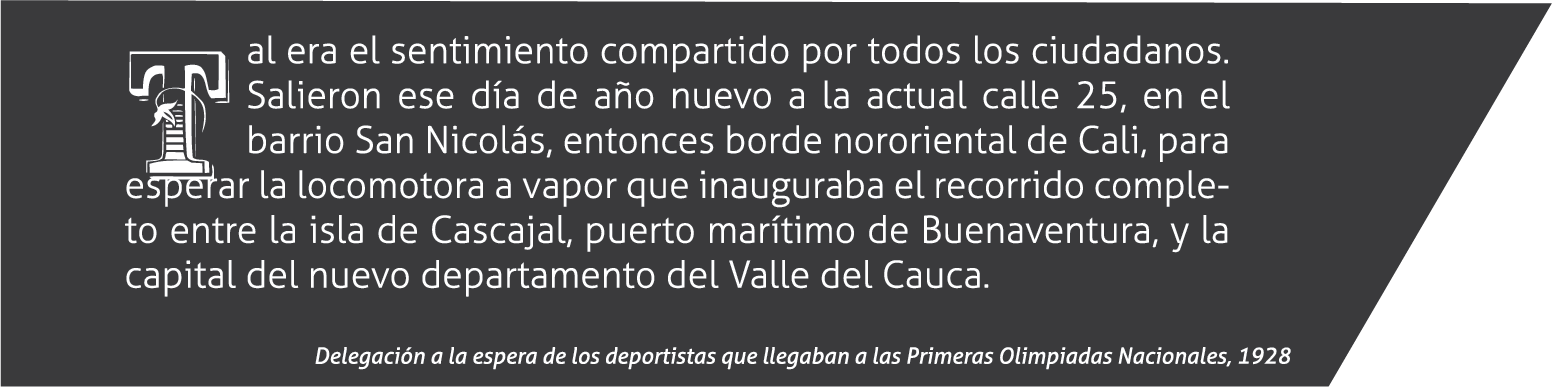 Tal era el sentimiento compartido por todos los ciudadanos.
Salieron ese día de año nuevo a la actual calle 25, en el
barrio San Nicolás, entonces borde nororiental de Cali, para
esperar la locomotora a vapor que inauguraba el recorrido comple-
to entre la isla de Cascajal, puerto marítimo de Buenaventura, y la
capital del nuevo departamento del Valle del Cauca.
Delegación a la espera de los deportistas que llegaban a las Primeras Olimpiadas Nacionales, 1928